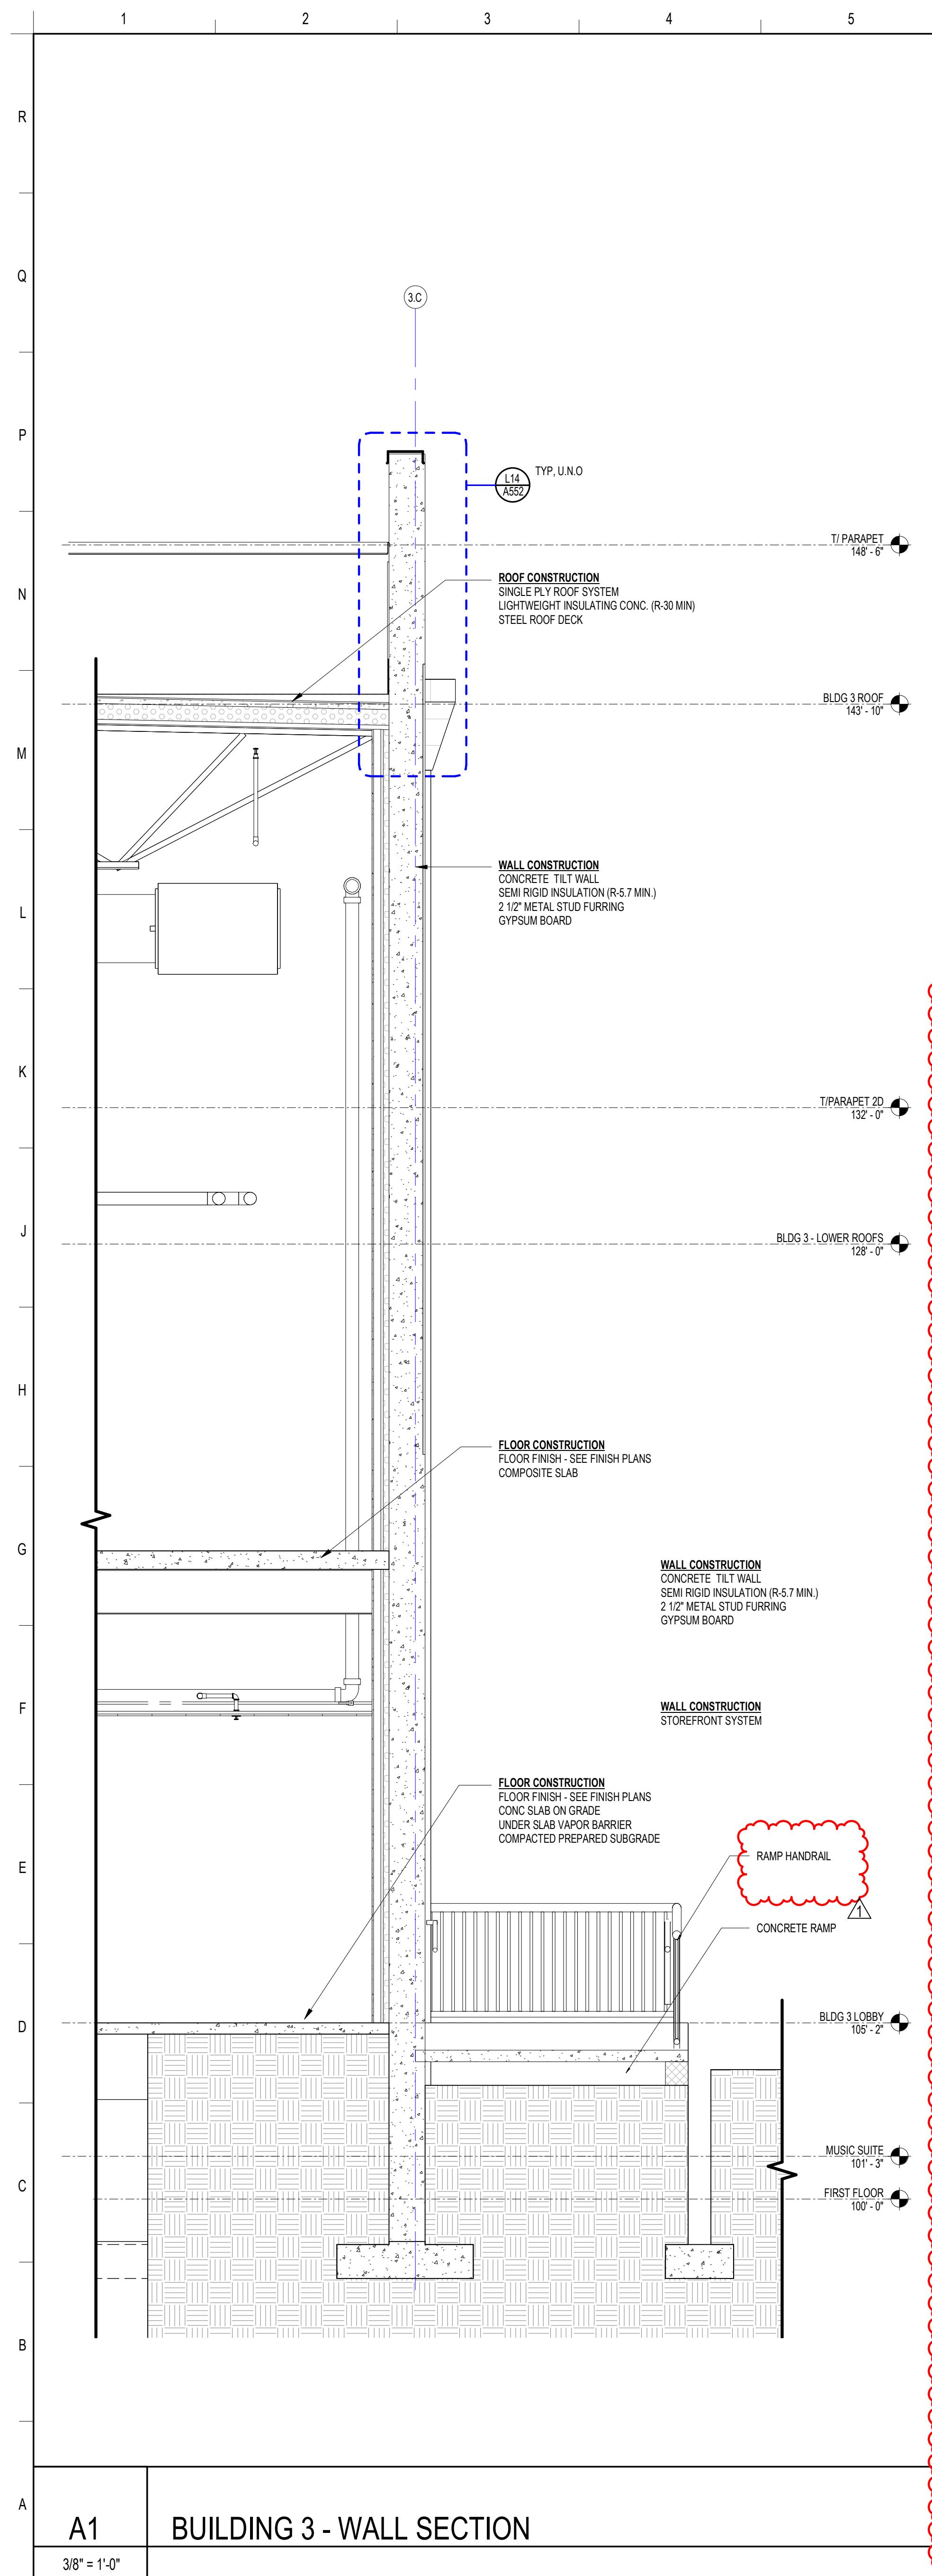 1 2 3 4 5
R
Q
3.C
P
L14
A552
TYP, U.N.O
T/ PARAPET
148' - 6"
N
ROOF CONSTRUCTION
SINGLE PLY ROOF SYSTEM
LIGHTWEIGHT INSULATING CONC. (R-30 MIN)
STEEL ROOF DECK
BLDG 3 ROOF
143' - 10"
M
WALL CONSTRUCTION
CONCRETE TILT WALL
SEMI RIGID INSULATION (R-5.7 MIN.)
2 1/2" METAL STUD FURRING
GYPSUM BOARD
L
K
T/PARAPET 2D
132' - 0"
J
BLDG 3 - LOWER ROOFS
128' - 0"
H
FLOOR CONSTRUCTION
FLOOR FINISH - SEE FINISH PLANS
COMPOSITE SLAB
G
WALL CONSTRUCTION
CONCRETE TILT WALL
SEMI RIGID INSULATION (R-5.7 MIN.)
2 1/2" METAL STUD FURRING
GYPSUM BOARD
F
WALL CONSTRUCTION
STOREFRONT SYSTEM
FLOOR CONSTRUCTION
FLOOR FINISH - SEE FINISH PLANS
CONC SLAB ON GRADE
UNDER SLAB VAPOR BARRIER
COMPACTED PREPARED SUBGRADE
E
RAMP HANDRAIL
1
CONCRETE RAMP
D
BLDG 3 LOBBY
105' - 2"
MUSIC SUITE
101' - 3"
C
FIRST FLOOR
100' - 0"
B
A
A1
BUILDING 3 - WALL SECTION
3/8" = 1'-0"